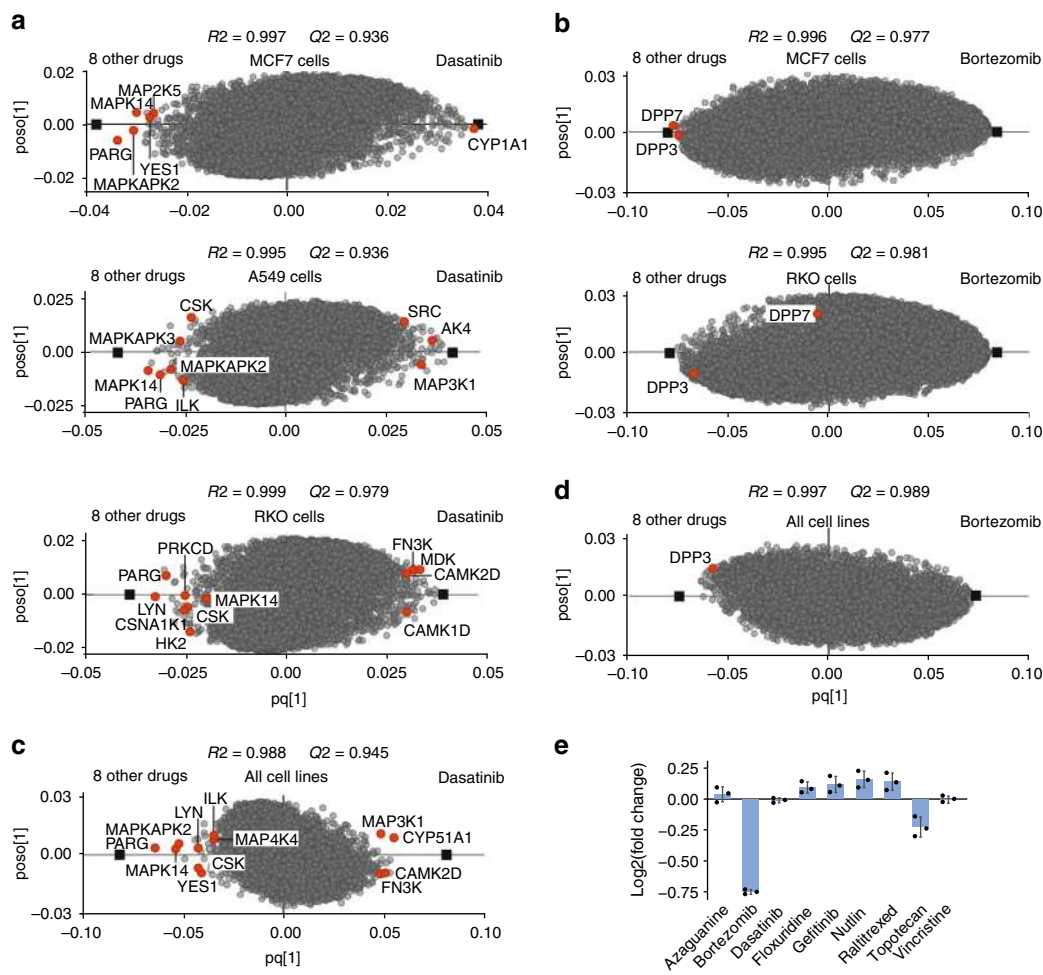 a
R2 = 0.997 Q2 = 0.936
8 other drugs MCF7 cells Dasatinib
0.02
0.00
−0.02
poso[1]
MAP2K5
MAPK14
PARG
YES1
MAPKAPK2
CYP1A1
−0.04 −0.02 0.00 0.02 0.04
R2 = 0.995 Q2 = 0.936
8 other drugs A549 cells Dasatinib
0.025
0.00
−0.025
poso[1]
CSK
SRC
MAPKAPK3
AK4
MAPKAPK2
MAPK14
MAP3K1
PARG
ILK
−0.05 −0.025 0.00 0.025 0.05
R2 = 0.999 Q2 = 0.979
8 other drugs RKO cells Dasatinib
0.02
0.00
−0.02
poso[1]
PRKCD
FN3K
MDK
PARG
CAMK2D
MAPK14
LYN
CSK
CSNA1K1
CAMK1D
HK2
−0.05 −0.025 0.00 0.025 0.05
pq[1]
b
R2 = 0.996 Q2 = 0.977
8 other drugs MCF7 cells Bortezomib
0.03
0.00
−0.03
poso[1]
DPP7
DPP3
−0.10 −0.05 0.00 0.05 0.10
R2 = 0.995 Q2 = 0.981
8 other drugs RKO cells Bortezomib
0.03
0.00
−0.03
poso[1]
DPP7
DPP3
−0.10 −0.05 0.00 0.05 0.10
d
R2 = 0.997 Q2 = 0.989
8 other drugs All cell lines Bortezomib
0.03
0.00
−0.03
poso[1]
DPP3
−0.10 −0.05 0.00 0.05 0.10
pq[1]
c
R2 = 0.988 Q2 = 0.945
8 other drugs All cell lines Dasatinib
0.03
0.00
−0.03
poso[1]
ILK
LYN
MAP3K1
MAPKAPK2
CYP51A1
PARG
MAP4K4
MAPK14
CSK
CAMK2D
YES1
FN3K
−0.10 −0.05 0.00 0.05 0.10
pq[1]
e
0.25
0.00
−0.25
−0.50
−0.75
Log2(fold change)
Azaguanine
Bortezomib
Dasatinib
Floxuridine
Gefitinib
Nutlin
Raltitrexed
Topotecan
Vincristine